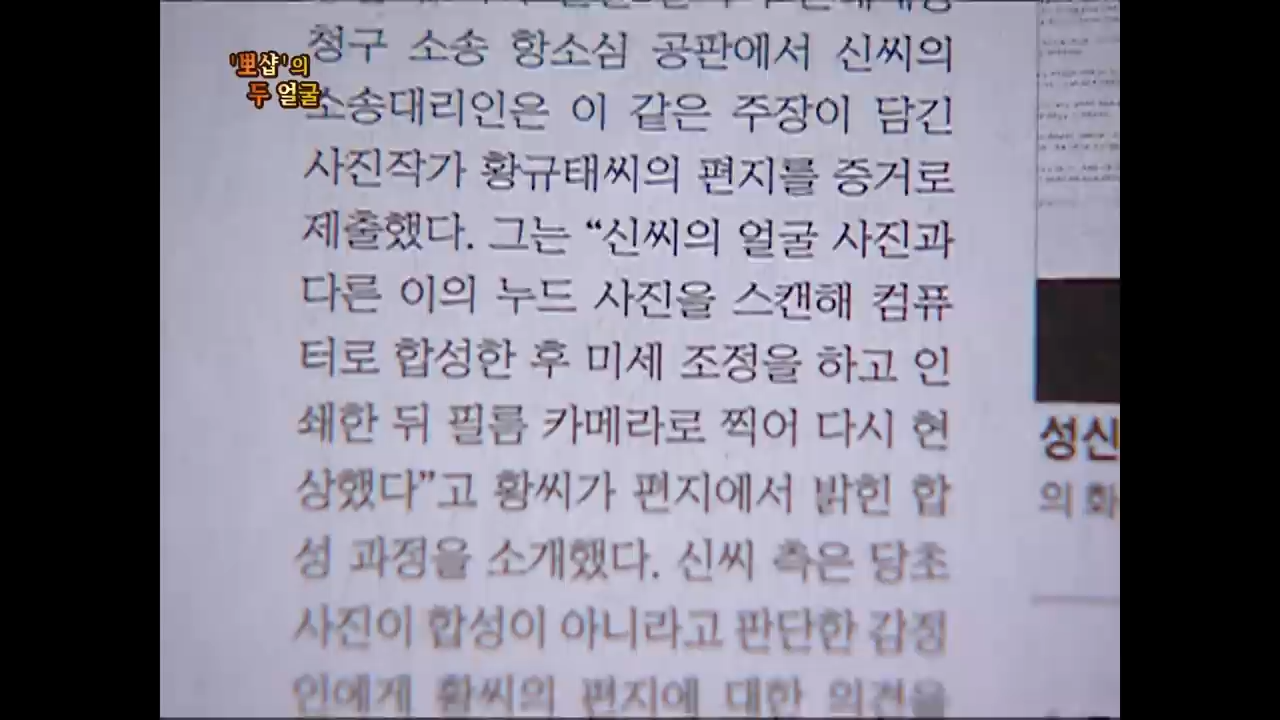 '뽀샵'의
두 얼굴
청구 소송 항소심 공판에서 신씨의
소송대리인은 이 같은 주장이 담긴
사진작가 황규태씨의 편지를 증거로
제출했다. 그는 “신씨의 얼굴 사진과
다른 이의 누드 사진을 스캔해 컴퓨
터로 합성한 후 미세 조정을 하고 인
쇄한 뒤 필름 카메라로 찍어 다시 현
상했다”고 황씨가 편지에서 밝힌 합
성 과정을 소개했다. 신씨 측은 당초
사진이 합성이 아니라고 판단한 감정
인에게 황씨의 편지에 대한 의견을
성신
의 화